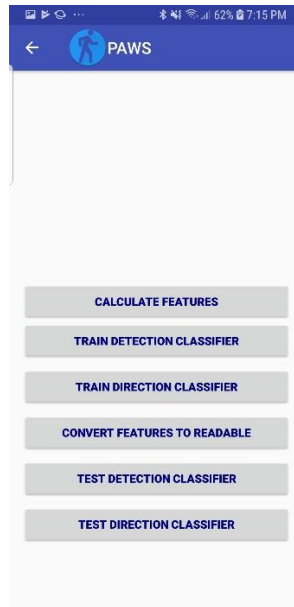 62% 7:15 PM
PAWS
CALCULATE FEATURES
TRAIN DETECTION CLASSIFIER
TRAIN DIRECTION CLASSIFIER
CONVERT FEATURES TO READABLE
TEST DETECTION CLASSIFIER
TEST DIRECTION CLASSIFIER